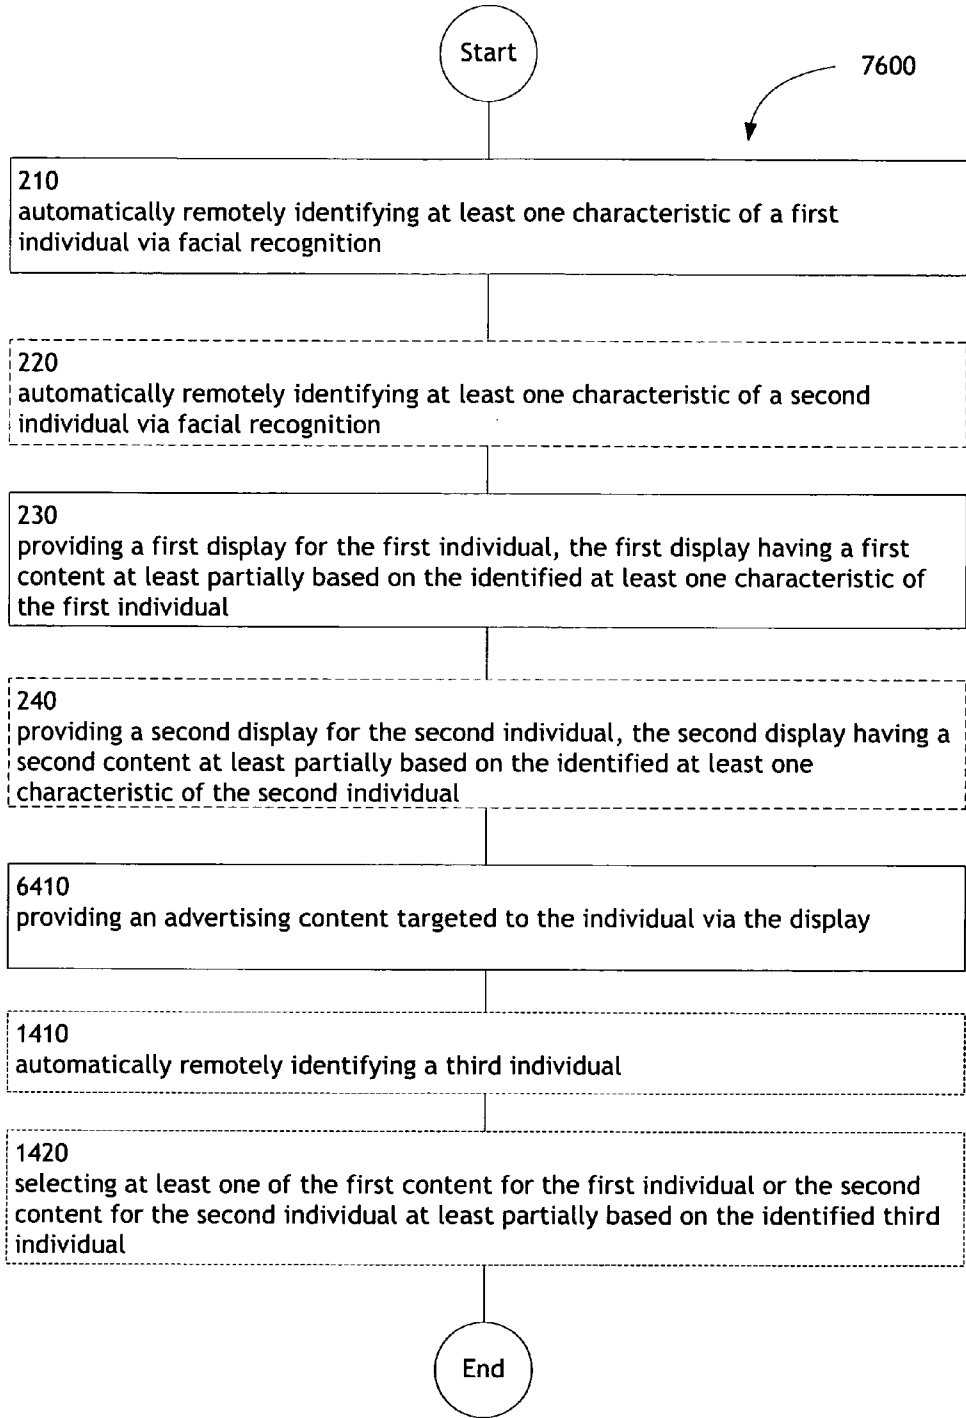 Start
7600
210
automatically remotely identifying at least one characteristic of a first
individual via facial recognition
220
automatically remotely identifying at least one characteristic of a second
individual via facial recognition
230
providing a first display for the first individual, the first display having a first
content at least partially based on the identified at least one characteristic of
the first individual
240
providing a second display for the second individual, the second display having a
second content at least partially based on the identified at least one
characteristic of the second individual
6410
providing an advertising content targeted to the individual via the display
1410
automatically remotely identifying a third individual
1420
selecting at least one of the first content for the first individual or the second
content for the second individual at least partially based on the identified third
individual
End